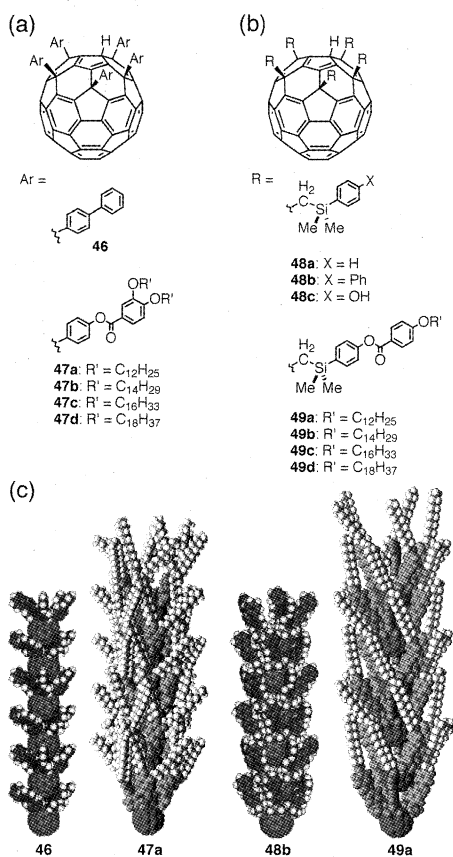 (a)
Ar Ar H Ar
Ar Ar Ar
Ar =
46
OR'
OR'
O
O
47a: R' = C12H25
47b: R' = C14H29
47c: R' = C16H33
47d: R' = C18H37
(b)
R R H R
R R R
R =
H2
C Si X
Me Me
48a: X = H
48b: X = Ph
48c: X = OH
H2
C Si O OR'
O
Me Me
49a: R' = C12H25
49b: R' = C14H29
49c: R' = C16H33
49d: R' = C18H37
(c)
46 47a 48b 49a